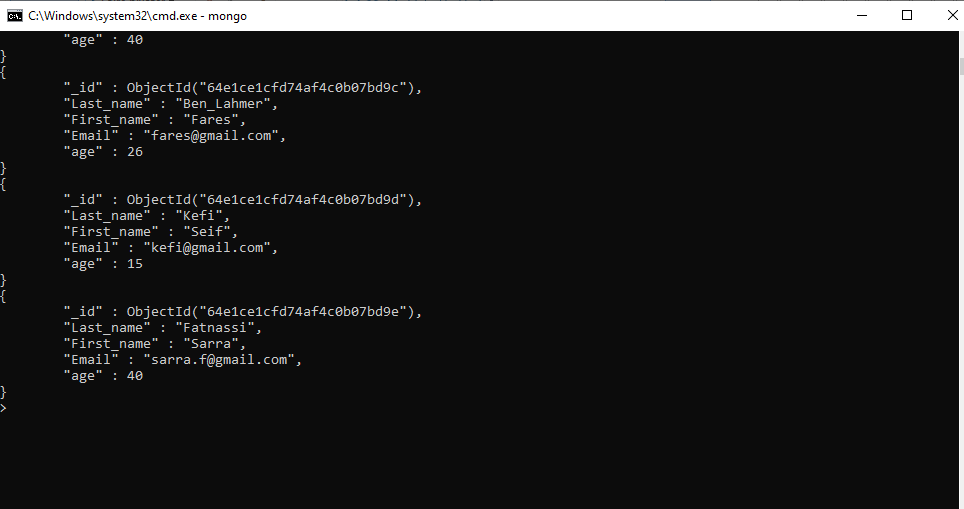 C:\Windows\system32\cmd.exe - mongo
"age" : 40
}
{
"_id" : ObjectId("64e1ce1cfd74af4c0b07bd9c"),
"Last_name" : "Ben_Lahmer",
"First_name" : "Fares",
"Email" : "fares@gmail.com",
"age" : 26
}
{
"_id" : ObjectId("64e1ce1cfd74af4c0b07bd9d"),
"Last_name" : "Kefi",
"First_name" : "Seif",
"Email" : "kefi@gmail.com",
"age" : 15
}
{
"_id" : ObjectId("64e1ce1cfd74af4c0b07bd9e"),
"Last_name" : "Fatnassi",
"First_name" : "Sarra",
"Email" : "sarra.f@gmail.com",
"age" : 40
}
>